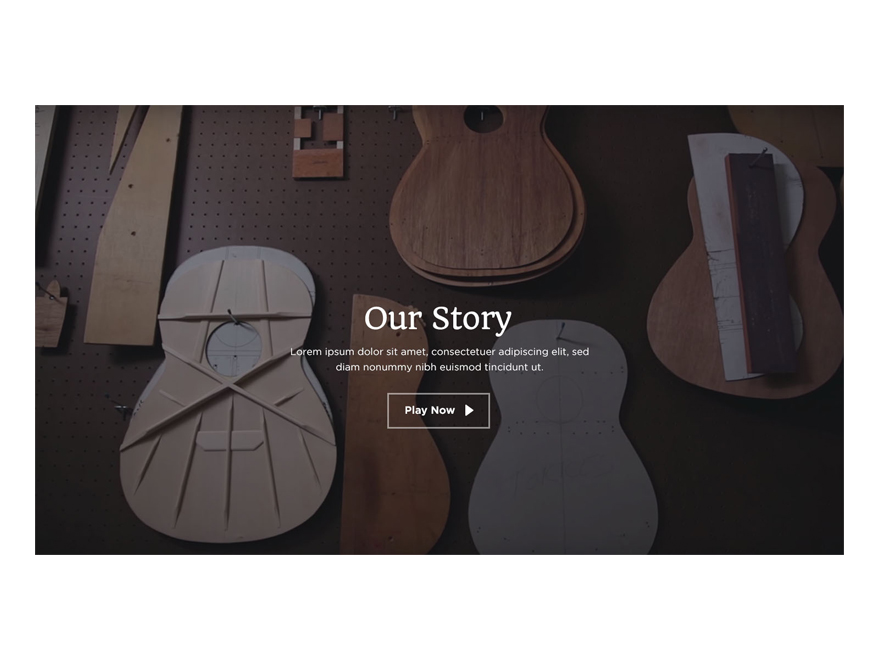 Our Story
Lorem ipsum dolor sit amet, consectetuer adipiscing elit, sed
diam nonummy nibh euismod tincidunt ut.
Play Now